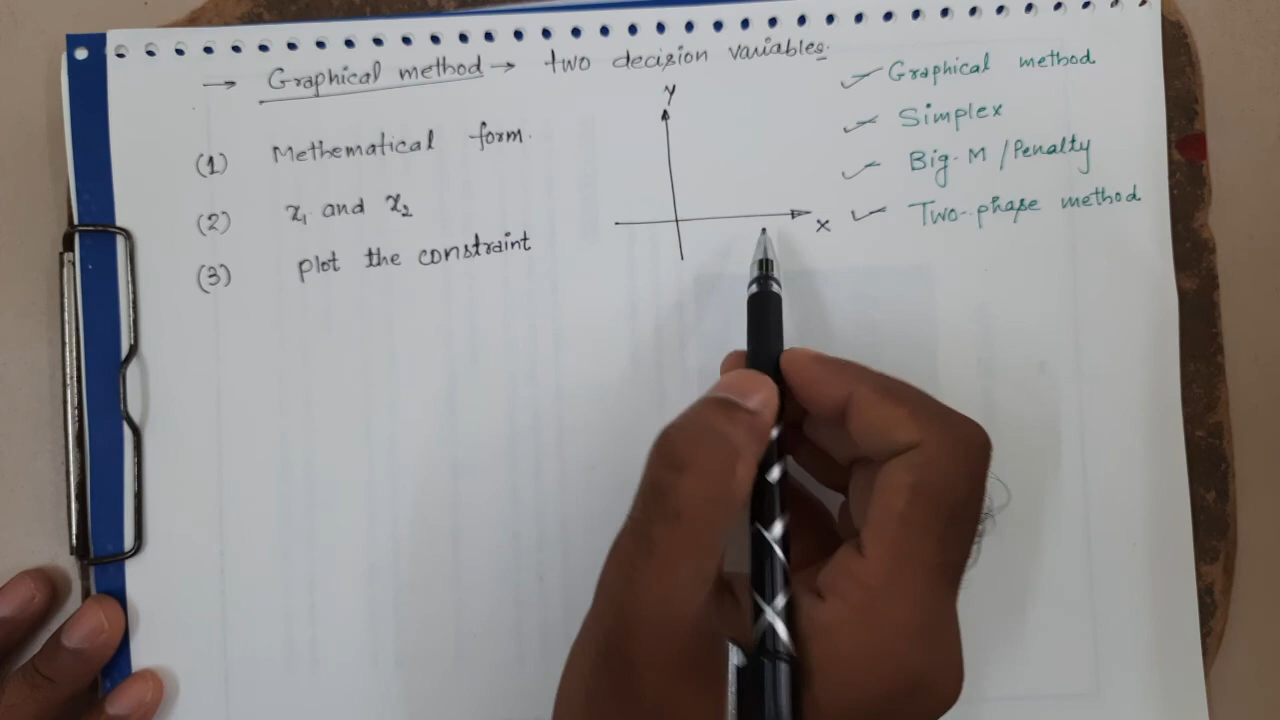 → Graphical method → two decision variables.
(1) Methematical form.
(2) x₁ and x₂
(3) plot the constraint
y
x
✓ Graphical method
✓ Simplex
✓ Big-M / Penalty
✓ Two-phase method